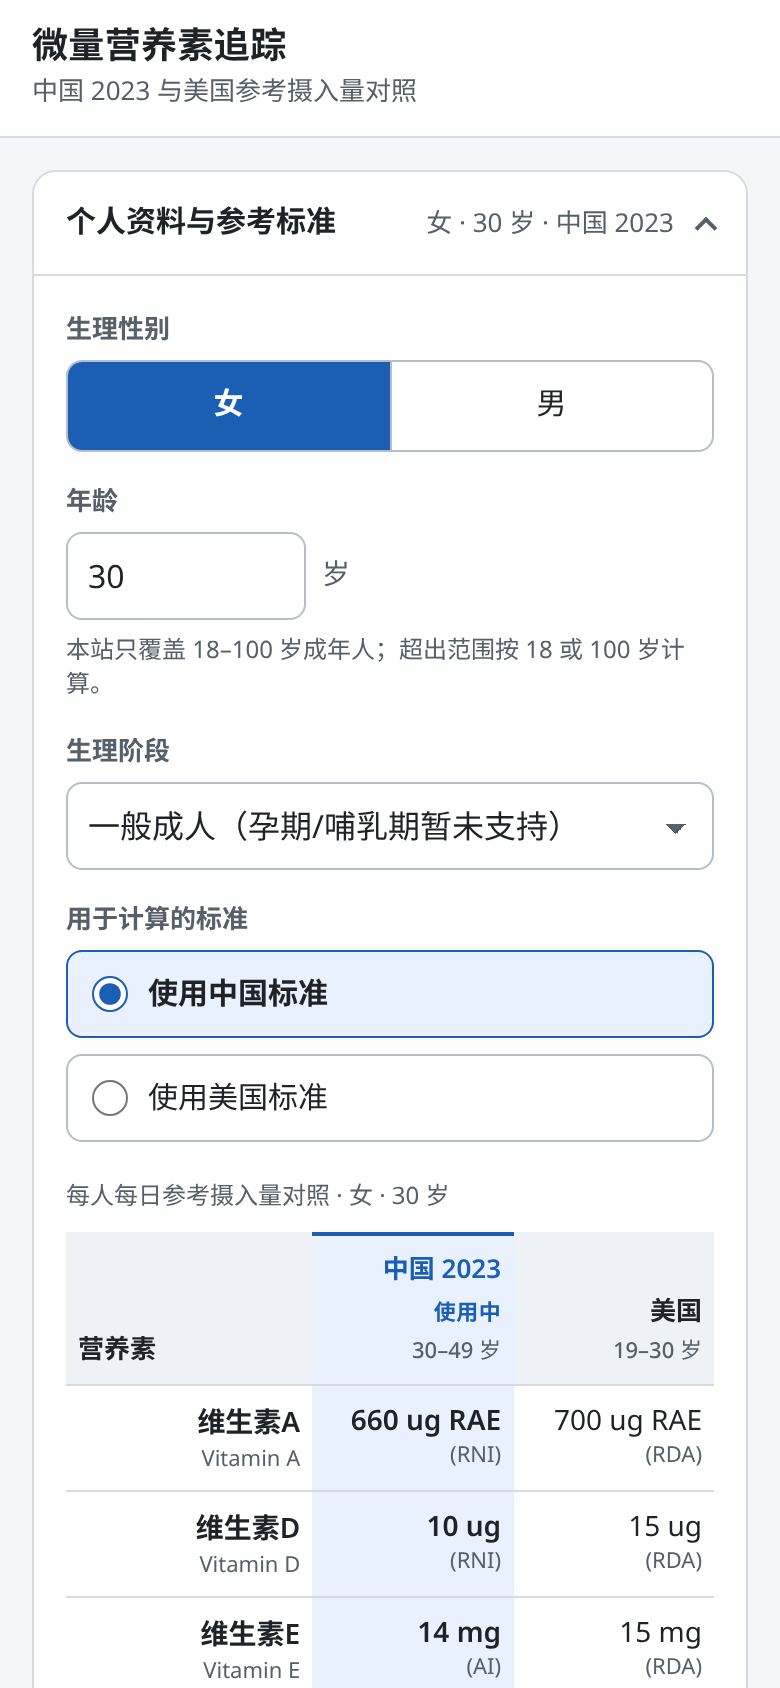 微量营养素追踪
中国 2023 与美国参考摄入量对照
个人资料与参考标准
女 · 30 岁 · 中国 2023
生理性别
女
男
年龄
30
岁
本站只覆盖 18–100 岁成年人；超出范围按 18 或 100 岁计
算。
生理阶段
一般成人（孕期/哺乳期暂未支持）
用于计算的标准
使用中国标准
使用美国标准
每人每日参考摄入量对照 · 女 · 30 岁
营养素
中国 2023
使用中
30–49 岁
美国
19–30 岁
维生素A
Vitamin A
660 ug RAE
(RNI)
700 ug RAE
(RDA)
维生素D
Vitamin D
10 ug
(RNI)
15 ug
(RDA)
维生素E
Vitamin E
14 mg
(AI)
15 mg
(RDA)